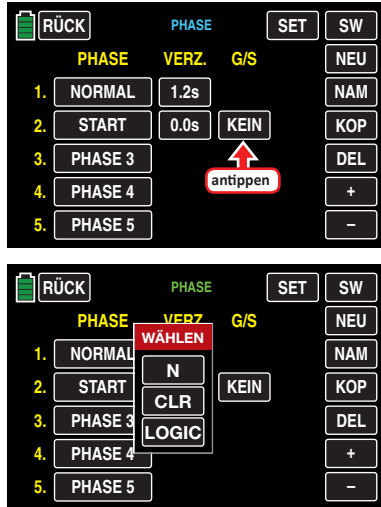 RÜCK PHASE SET SW
PHASE VERZ. G/S NEU
1. NORMAL 1.2s NAM
2. START 0.0s KEIN KOP
3. PHASE 3 DEL
antippen
4. PHASE 4 +
5. PHASE 5 –
RÜCK PHASE SET SW
PHASE VERZ G/S NEU
WÄHLEN
1. NORMAL NAM
N
2. START KEIN KOP
CLR
3. PHASE 3 DEL
LOGIC
4. PHASE 4 +
5. PHASE 5 –